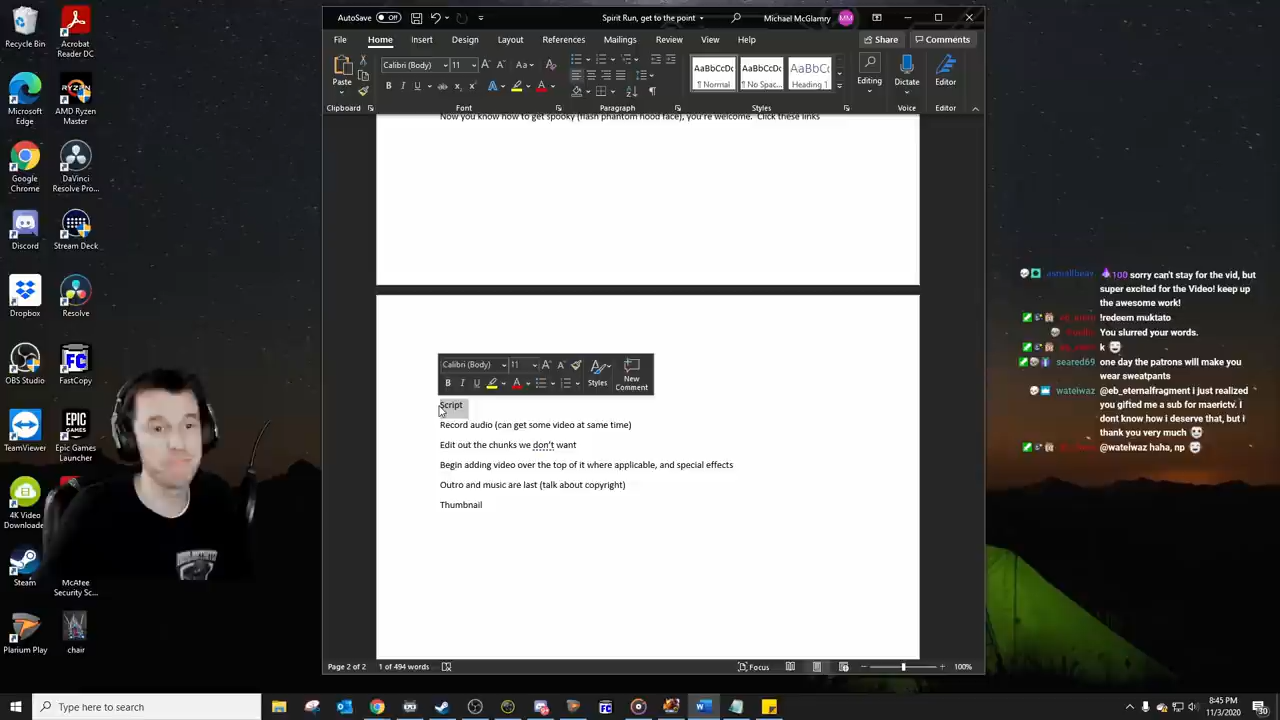 AutoSave Off
Spirit Run, get to the point
Michael McGlamry
MM
File Home Insert Design Layout References Mailings Review View Help
Share
Comments
Paste
Calibri (Body) 11
Aa
B I U ab x
AaBbCcDc AaBbCcDc AaBbCc
¶ Normal ¶ No Spac... Heading 1
Editing
Dictate
Editor
Clipboard Font Paragraph Styles Voice Editor
Now you know how to get spooky (flash phantom hood face), you're welcome. Click these links
Calibri (Body) 11
B I U
Styles
New Comment
Script
Record audio (can get some video at same time)
Edit out the chunks we don't want
Begin adding video over the top of it where applicable, and special effects
Outro and music are last (talk about copyright)
Thumbnail
Page 2 of 2 1 of 494 words
Focus
100%
Recycle Bin
Acrobat Reader DC
Microsoft Edge
AMD Ryzen Master
RYZEN
Google Chrome
DaVinci Resolve Pro...
Discord
Stream Deck
Dropbox
Resolve
OBS Studio
FastCopy
FC
TeamViewer
Epic Games Launcher
4K Video Downloader
Steam
McAfee Security Sc...
Plarium Play
chair
100 sorry can't stay for the vid, but
super excited for the Video! keep up
the awesome work!
!redeem muktato
You slurred your words.
k
seared69 one day the patrons will make you
wear sweatpants
wateiwaz @eb_enternalfragment i just realized
you gifted me a sub for maerictv. i
dont know how i deserve that, but i
thank you very much
@wateiwaz haha, np
Type here to search
8:45 PM
11/3/2020